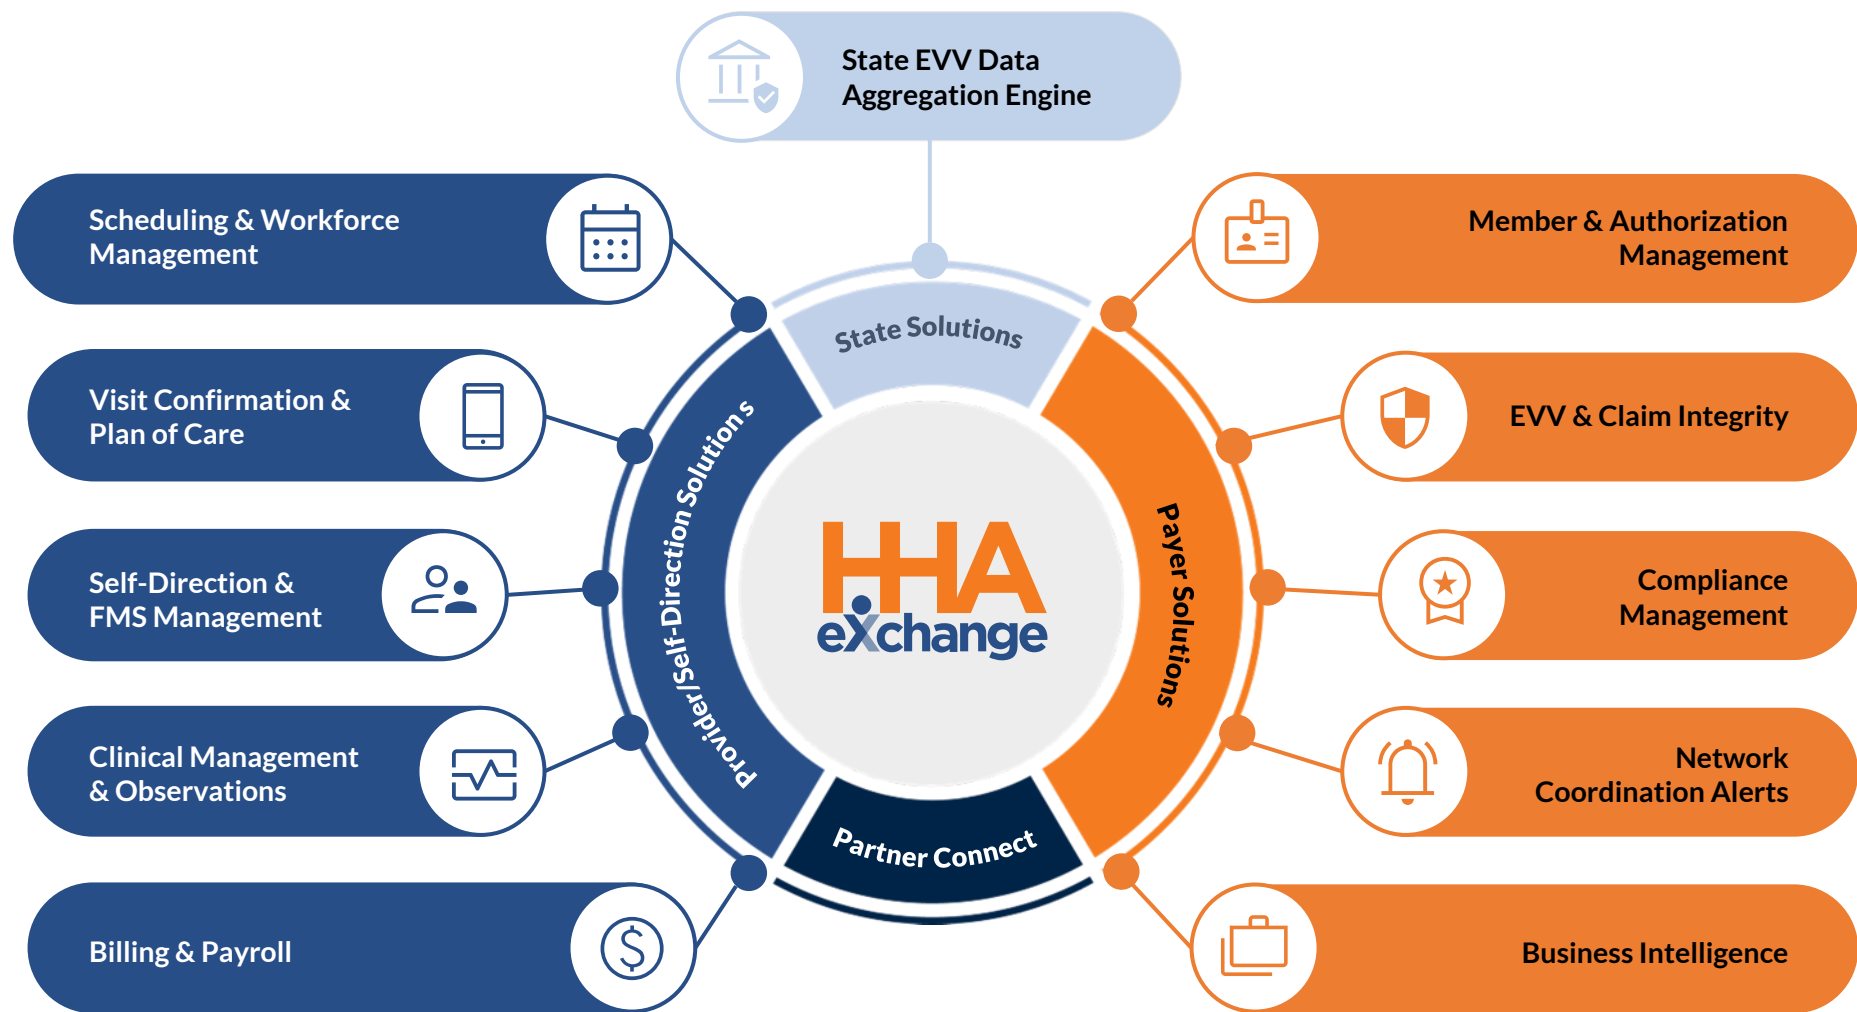 State EVV Data
Aggregation Engine
Scheduling & Workforce
Management
Visit Confirmation &
Plan of Care
Self-Direction &
FMS Management
Clinical Management
& Observations
Billing & Payroll
State Solutions
Provider/Self-Direction Solutions
HHA
exchange
Payer Solutions
Partner Connect
Member & Authorization
Management
EVV & Claim Integrity
Compliance
Management
Network
Coordination Alerts
Business Intelligence